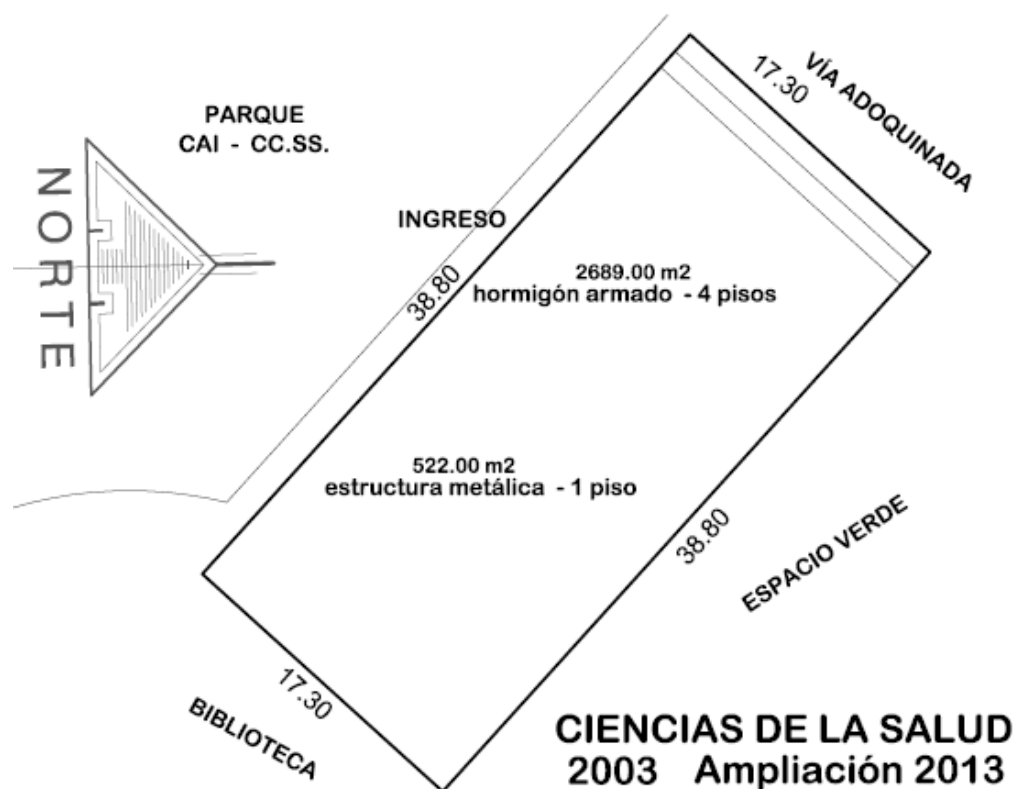 17.30
VÍA ADOQUINADA
PARQUE
CAI - CC.SS.
NORTE
INGRESO
38.80
2689.00 m2
hormigón armado - 4 pisos
522.00 m2
estructura metálica - 1 piso
38.80
ESPACIO VERDE
17.30
BIBLIOTECA
CIENCIAS DE LA SALUD
2003 Ampliación 2013